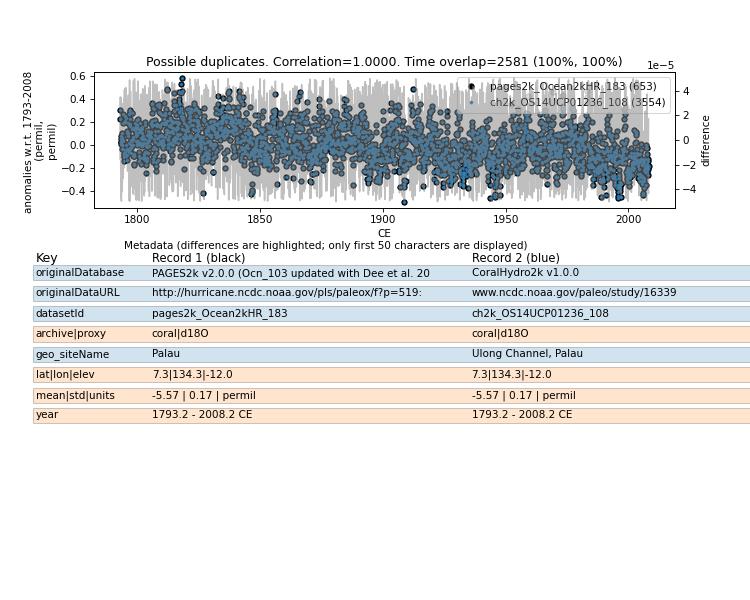 Possible duplicates. Correlation=1.0000. Time overlap=2581 (100%, 100%)
1e−5
pages2k_Ocean2kHR_183 (653)
ch2k_OS14UCP01236_108 (3554)
0.6
0.4
0.2
0.0
−0.2
−0.4
4
2
0
−2
−4
anomalies w.r.t. 1793-2008
(permil,
permil)
difference
1800 1850 1900 1950 2000
CE
Metadata (differences are highlighted; only first 50 characters are displayed)
Key Record 1 (black) Record 2 (blue)
originalDatabase PAGES2k v2.0.0 (Ocn_103 updated with Dee et al. 20 CoralHydro2k v1.0.0
originalDataURL http://hurricane.ncdc.noaa.gov/pls/paleox/f?p=519: www.ncdc.noaa.gov/paleo/study/16339
datasetId pages2k_Ocean2kHR_183 ch2k_OS14UCP01236_108
archive|proxy coral|d18O coral|d18O
geo_siteName Palau Ulong Channel, Palau
lat|lon|elev 7.3|134.3|-12.0 7.3|134.3|-12.0
mean|std|units -5.57 | 0.17 | permil -5.57 | 0.17 | permil
year 1793.2 - 2008.2 CE 1793.2 - 2008.2 CE